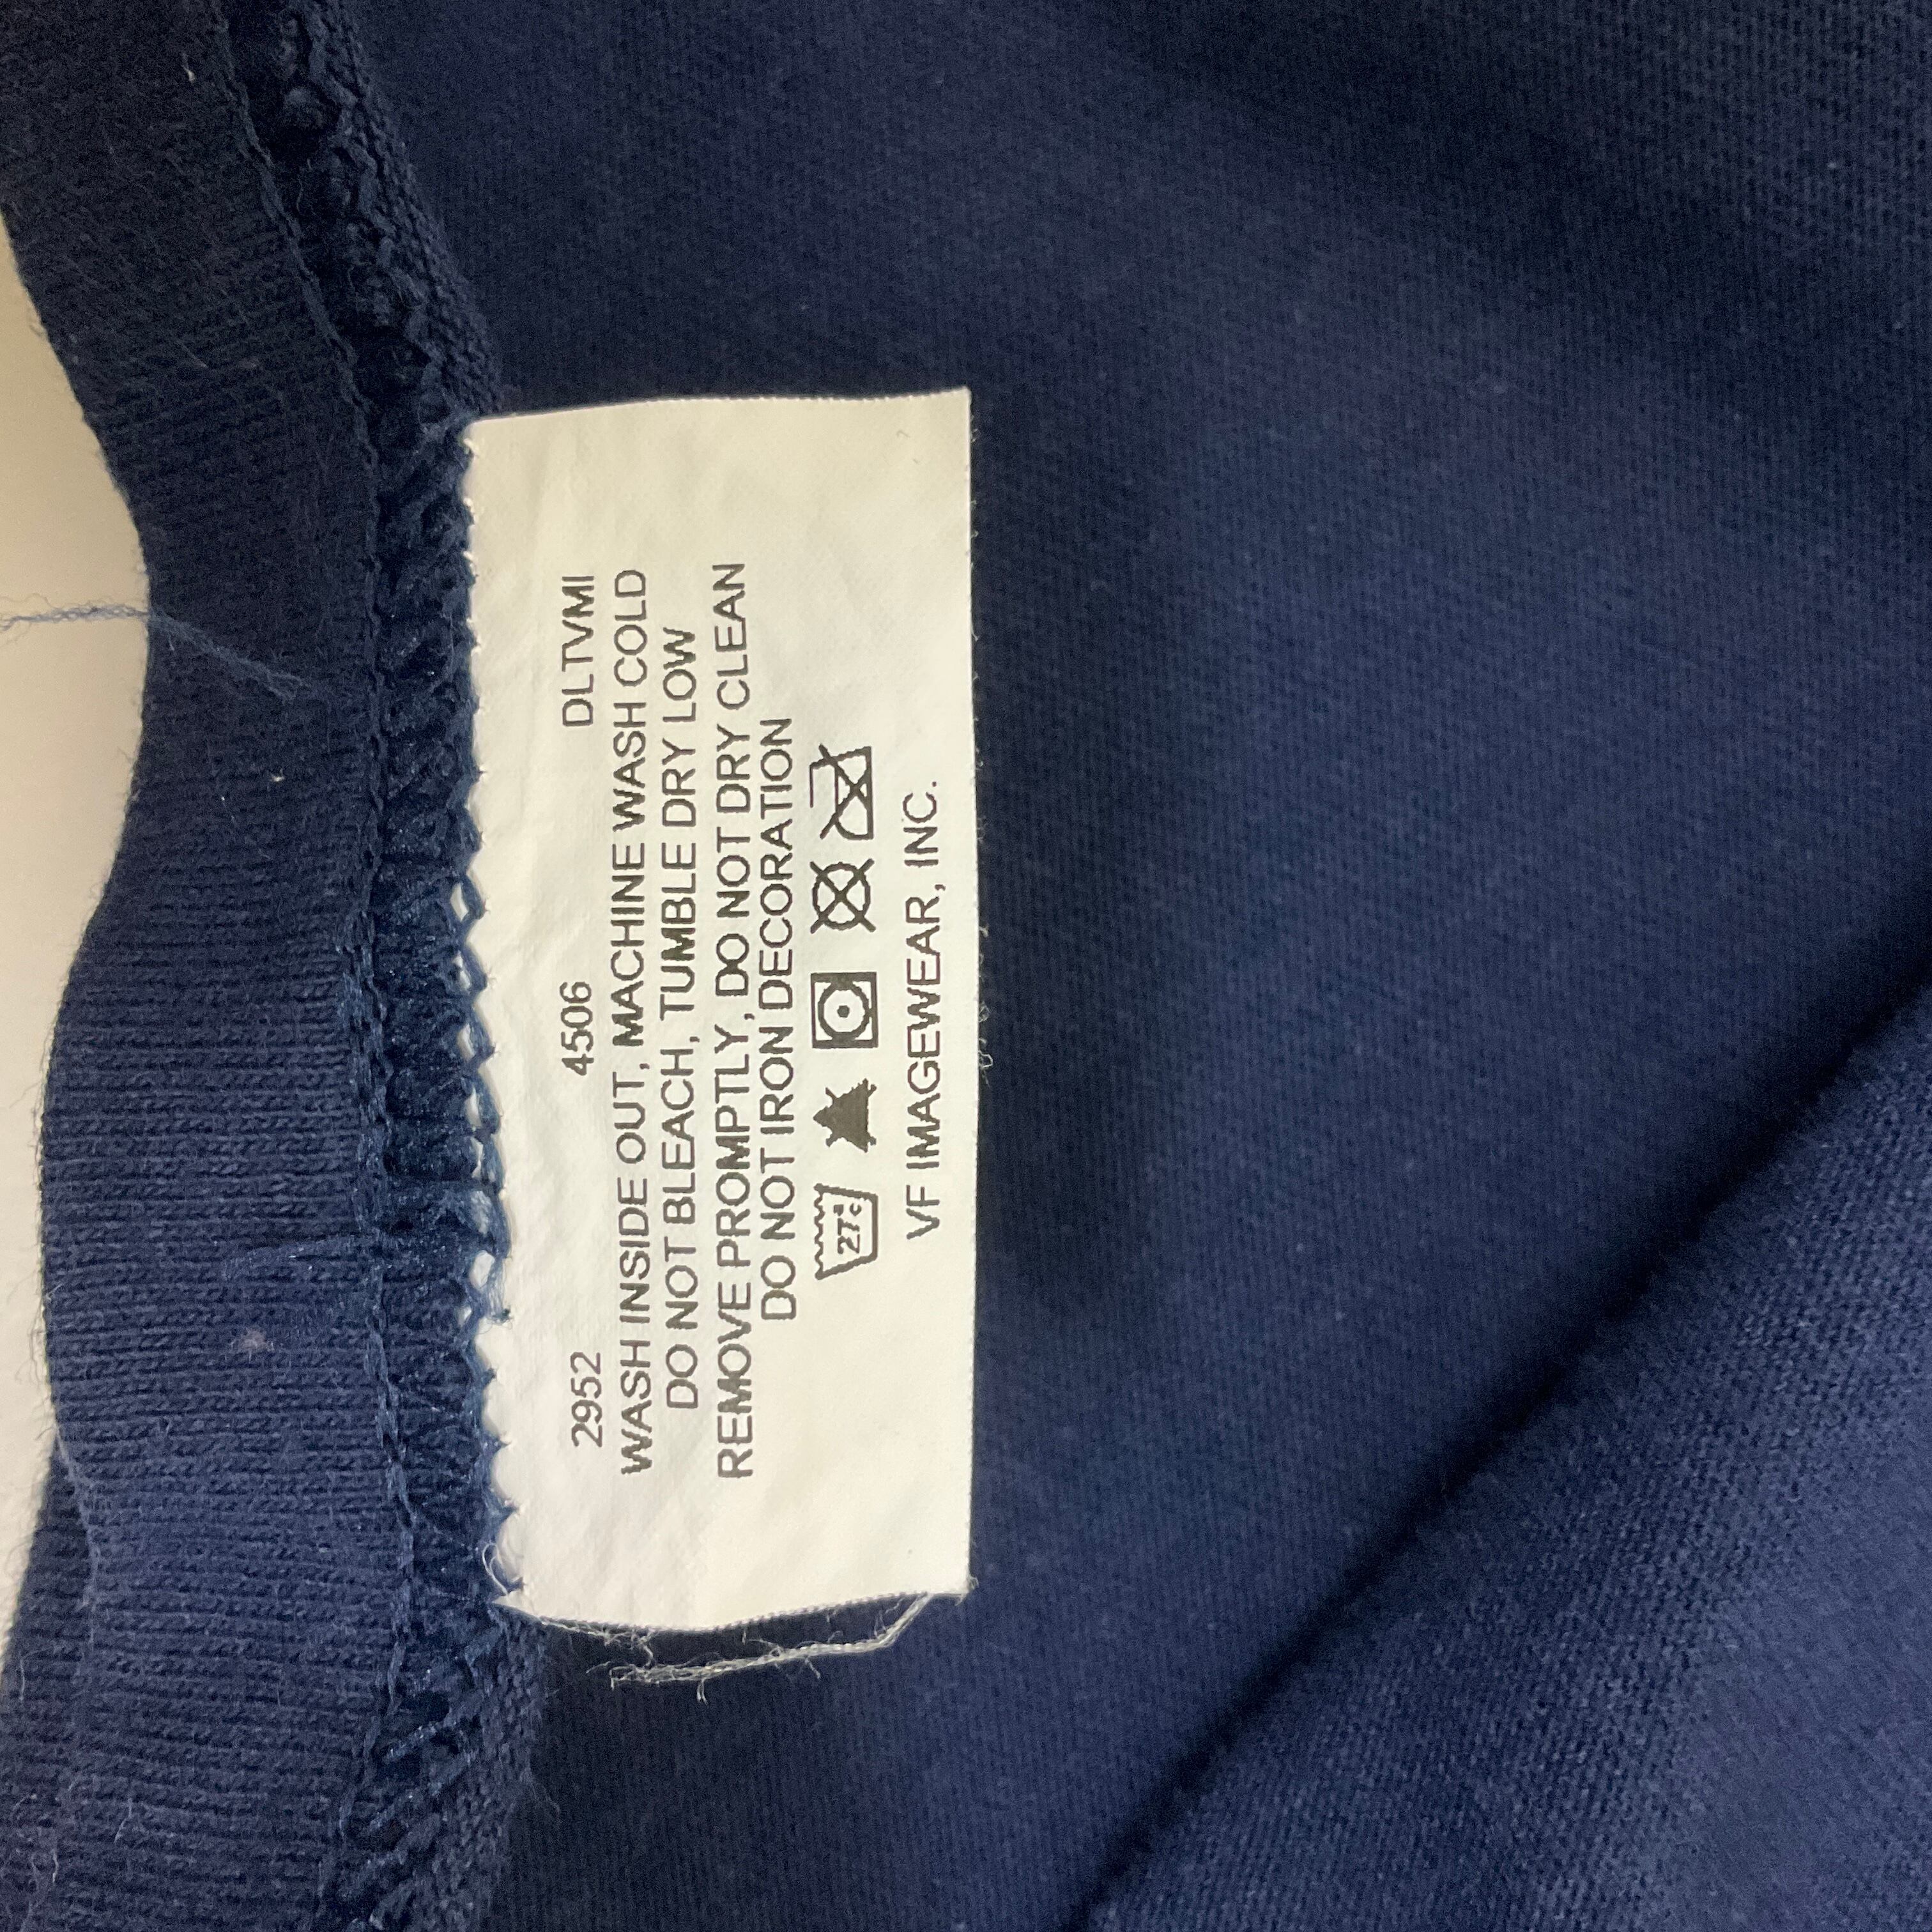 2952 4506 DLTVMI
WASH INSIDE OUT, MACHINE WASH COLD
DO NOT BLEACH, TUMBLE DRY LOW
REMOVE PROMPTLY, DO NOT DRY CLEAN
DO NOT IRON DECORATION
27°C
VF IMAGEWEAR, INC.